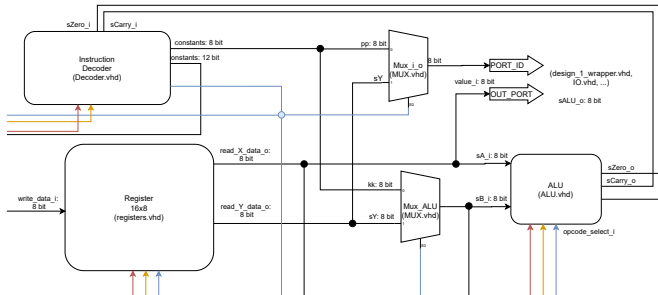 sZero_i
sCarry_i
Instruction
Decoder
(Decoder.vhd)
constants: 8 bit
constants: 12 bit
pp: 8 bit
sY
Mux_i_o
(MUX.vhd)
8 bit
PORT_ID
value_i: 8 bit
OUT_PORT
(design_1_wrapper.vhd,
IO.vhd, ...)
sALU_o: 8 bit
write_data_i:
8 bit
Register
16x8
(registers.vhd)
read_X_data_o:
8 bit
read_Y_data_o:
8 bit
kk: 8 bit
sY: 8 bit
Mux_ALU
(MUX.vhd)
sA_i: 8 bit
sB_i: 8 bit
ALU
(ALU.vhd)
sZero_o
sCarry_o
opcode_select_i